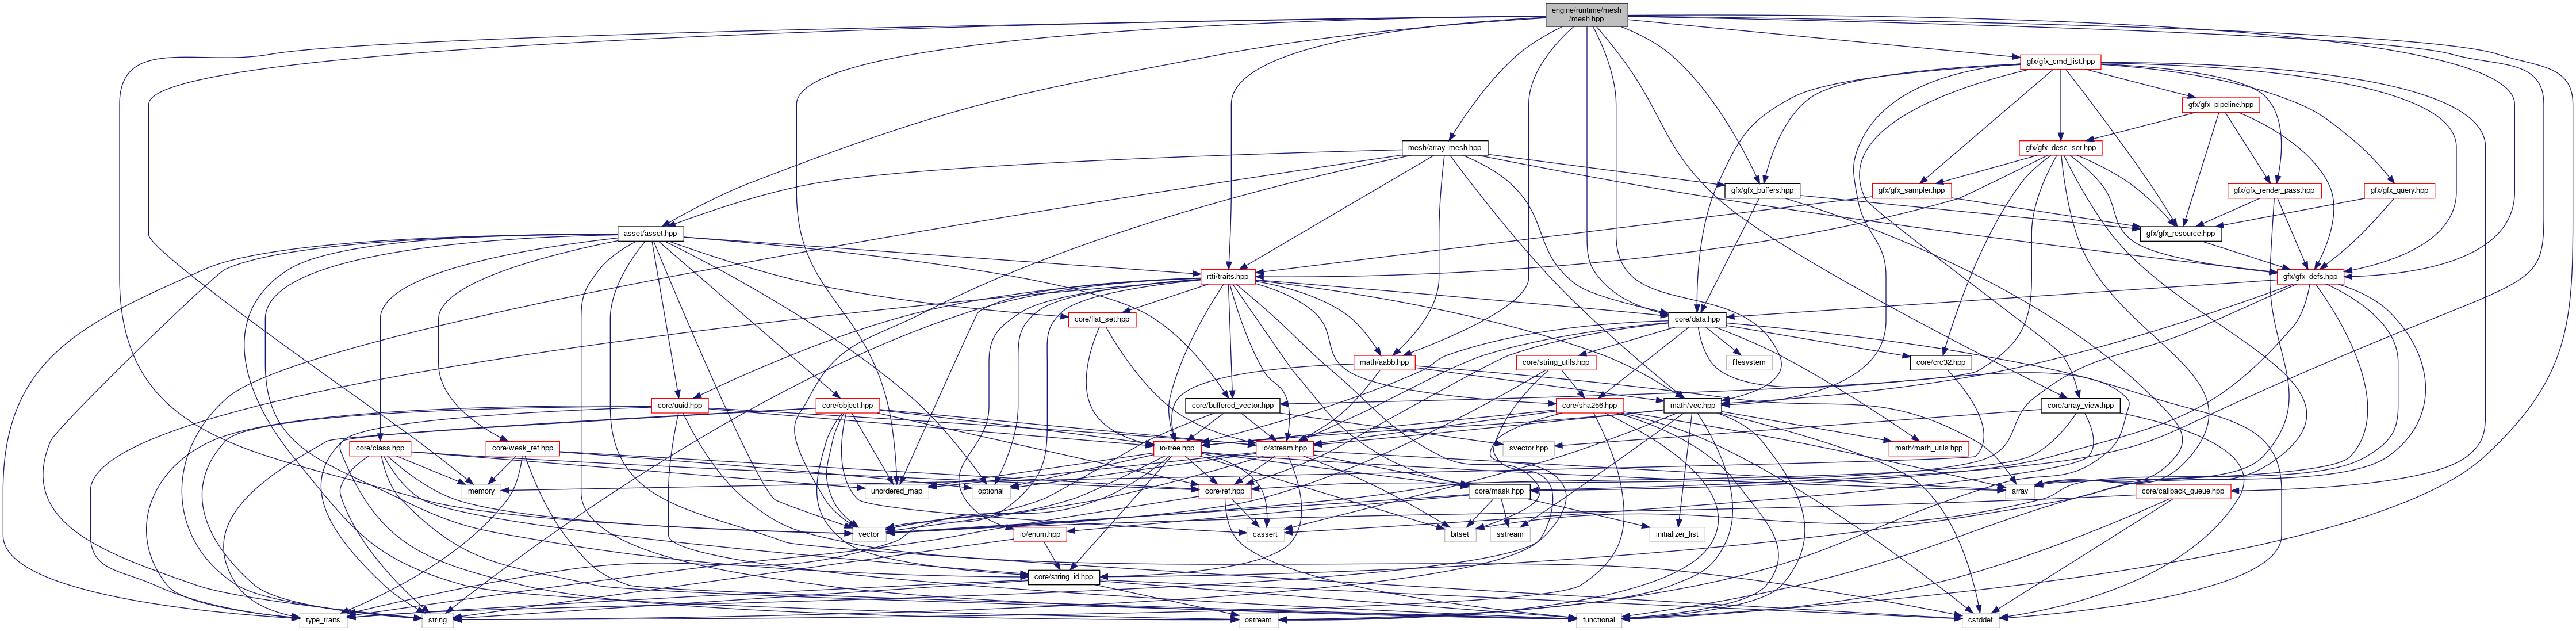 engine/runtime/mesh
/mesh.hpp
gfx/gfx_cmd_list.hpp
gfx/gfx_pipeline.hpp
mesh/array_mesh.hpp
gfx/gfx_desc_set.hpp
gfx/gfx_buffers.hpp
gfx/gfx_sampler.hpp
gfx/gfx_render_pass.hpp
gfx/gfx_query.hpp
asset/asset.hpp
gfx/gfx_resource.hpp
rtti/traits.hpp
gfx/gfx_defs.hpp
core/flat_set.hpp
core/data.hpp
math/aabb.hpp
core/string_utils.hpp
filesystem
core/crc32.hpp
core/uuid.hpp
core/object.hpp
core/buffered_vector.hpp
core/sha256.hpp
math/vec.hpp
core/array_view.hpp
core/class.hpp
core/weak_ref.hpp
io/tree.hpp
io/stream.hpp
svector.hpp
math/math_utils.hpp
memory
unordered_map
optional
core/ref.hpp
core/mask.hpp
array
core/callback_queue.hpp
vector
io/enum.hpp
cassert
bitset
sstream
initializer_list
core/string_id.hpp
type_traits
string
ostream
functional
cstddef